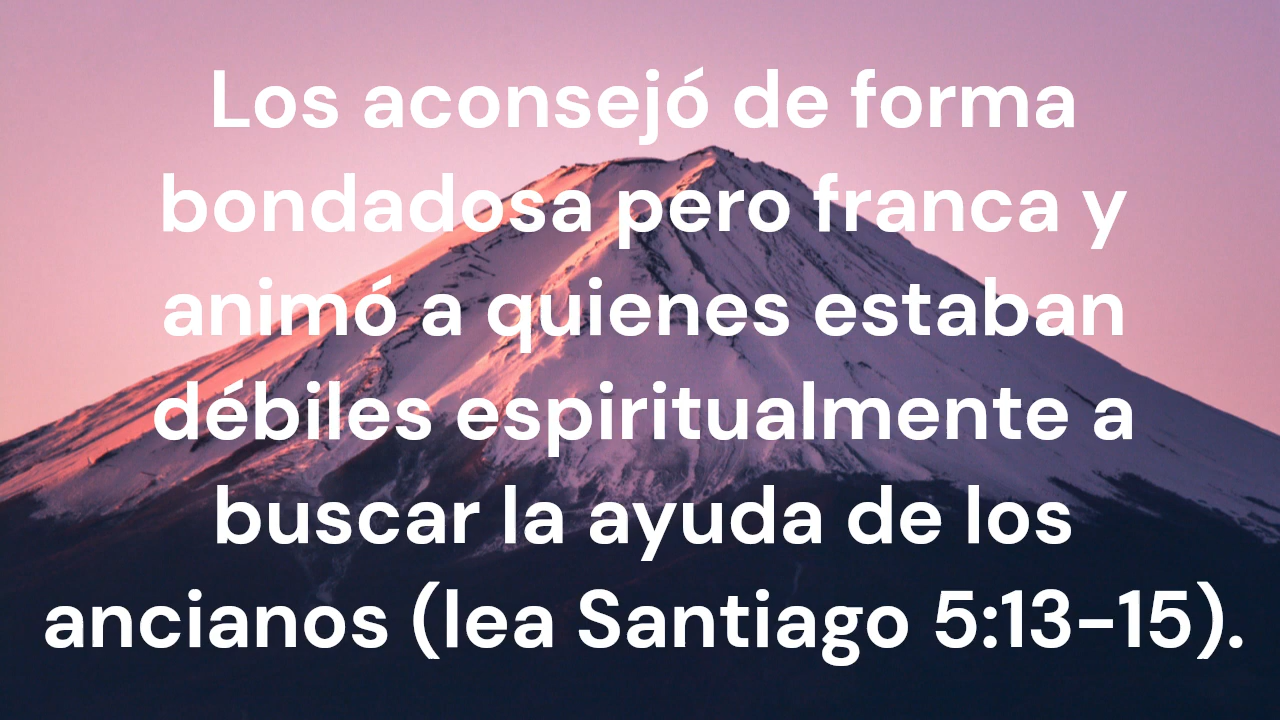 Los aconsejó de forma
bondadosa pero franca y
animó a quienes estaban
débiles espiritualmente a
buscar la ayuda de los
ancianos (lea Santiago 5:13-15).